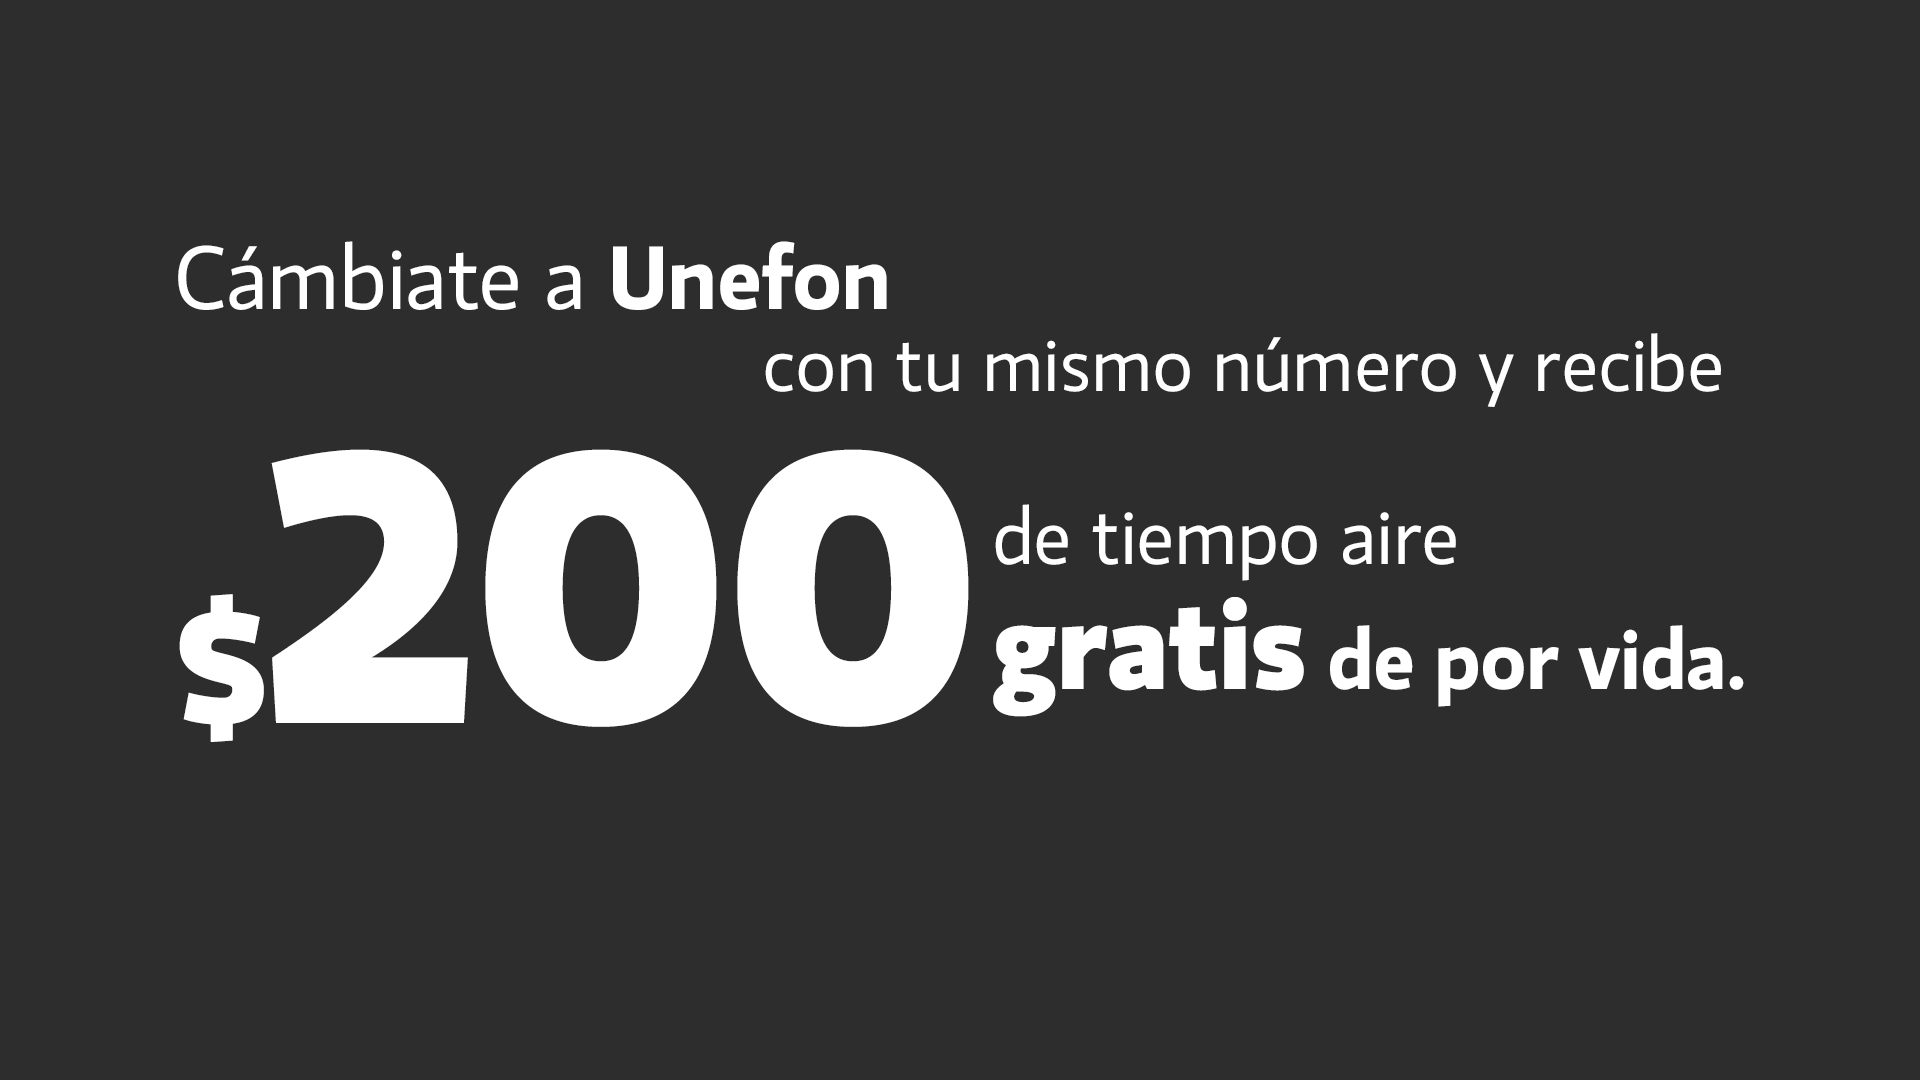 Cámbiate a Unefon
con tu mismo número y recibe
$200 de tiempo aire
gratis de por vida.